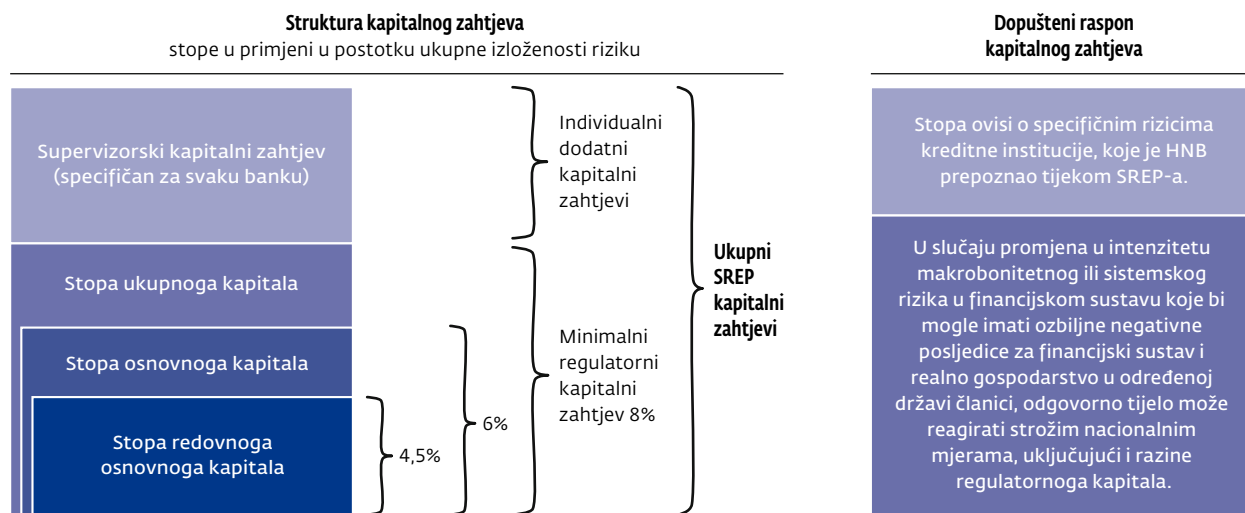 Struktura kapitalnog zahtjeva
stope u primjeni u postotku ukupne izloženosti riziku
Supervizorski kapitalni zahtjev
(specifičan za svaku banku)
Stopa ukupnoga kapitala
Stopa osnovnoga kapitala
Stopa redovnoga
osnovnoga kapitala
4,5%
6%
Individualni
dodatni
kapitalni
zahtjevi
Minimalni
regulatorni
kapitalni
zahtjev 8%
Ukupni
SREP
kapitalni
zahtjevi
Dopušteni raspon
kapitalnog zahtjeva
Stopa ovisi o specifičnim rizicima
kreditne institucije, koje je HNB
prepoznao tijekom SREP-a.
U slučaju promjena u intenzitetu
makrobonitetnog ili sistemskog
rizika u financijskom sustavu koje bi
mogle imati ozbiljne negativne
posljedice za financijski sustav i
realno gospodarstvo u određenoj
državi članici, odgovorno tijelo može
reagirati strožim nacionalnim
mjerama, uključujući i razine
regulatornoga kapitala.